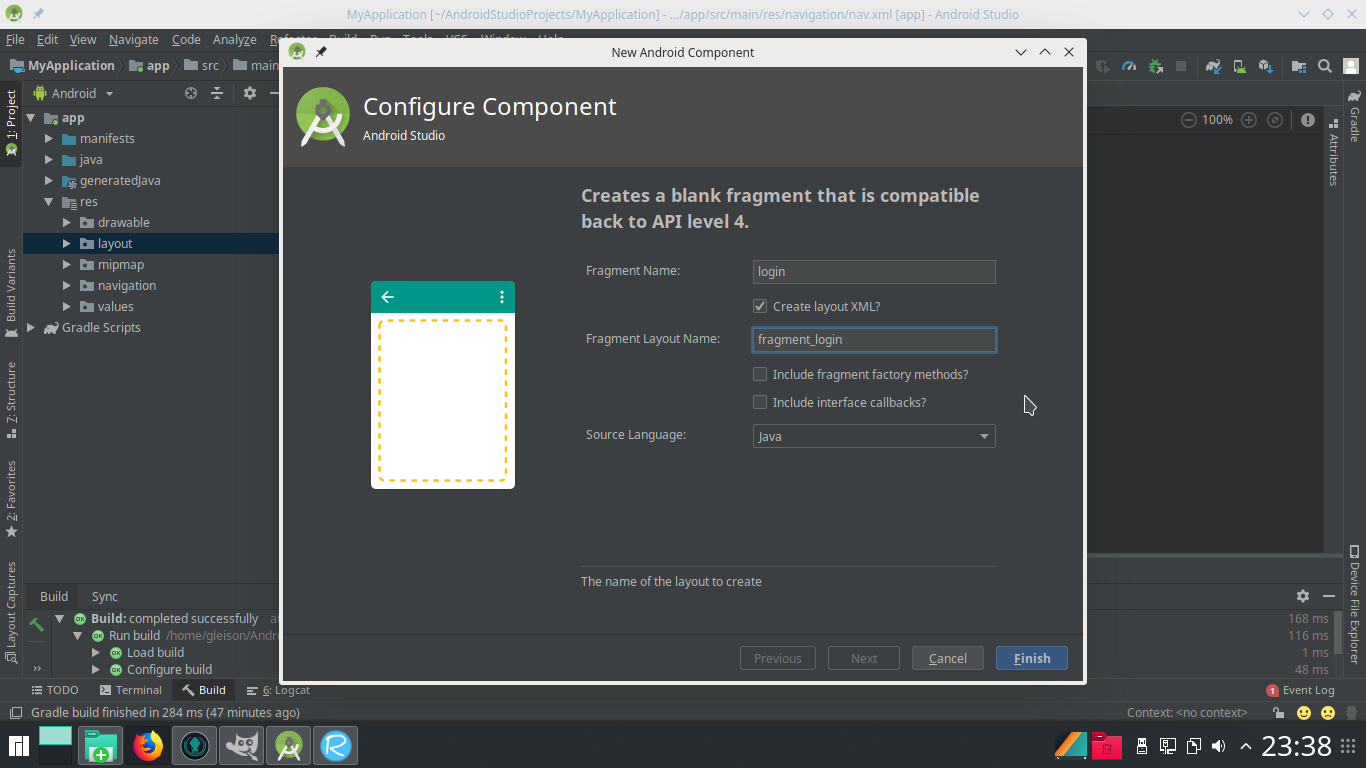 MyApplication [~/AndroidStudioProjects/MyApplication] - .../app/src/main/res/navigation/nav.xml [app] - Android Studio
File Edit View Navigate Code Analyze Refactor Build Run Tools VCS Window Help
New Android Component
MyApplication app src main
Configure Component
Android Studio
1: Project
Android
100%
Gradle
Attributes
app
manifests
java
generatedJava
res
drawable
layout
mipmap
navigation
values
Gradle Scripts
Build Variants
7: Structure
2: Favorites
Layout Captures
Device File Explorer
Creates a blank fragment that is compatible
back to API level 4.
Fragment Name: login
Create layout XML?
Fragment Layout Name: fragment_login
Include fragment factory methods?
Include interface callbacks?
Source Language: Java
The name of the layout to create
Previous Next Cancel Finish
Build Sync
Build: completed successfully
168 ms
OK
Run build /home/gleison/Andr
116 ms
OK
Load build
1 ms
OK
Configure build
48 ms
OK
TODO Terminal Build 6: Logcat
1 Event Log
Gradle build finished in 284 ms (47 minutes ago)
Context: <no context>
23:38